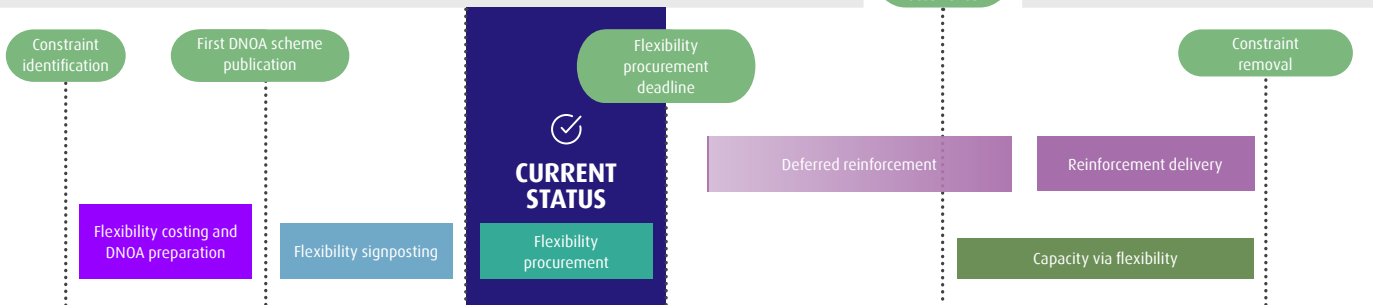 Constraint
identification
First DNOA scheme
publication
Flexibility
procurement
deadline
Constraint
removal
CURRENT
STATUS
Deferred reinforcement
Reinforcement delivery
Flexibility costing and
DNOA preparation
Flexibility signposting
Flexibility
procurement
Capacity via flexibility